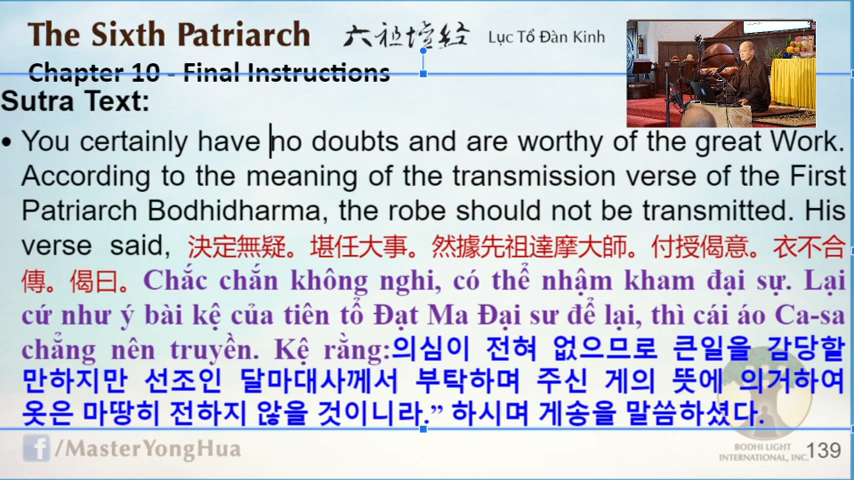 The Sixth Patriarch 六祖壇经 Lục Tổ Đàn Kinh
Chapter 10 - Final Instructions
Sutra Text:
• You certainly have no doubts and are worthy of the great Work.
According to the meaning of the transmission verse of the First
Patriarch Bodhidharma, the robe should not be transmitted. His
verse said, 決定無疑。堪任大事。然據先祖達摩大師。付授偈意。衣不合
傳。偈曰。Chắc chắn không nghi, có thể nhậm kham đại sự. Lại
cứ như ý bài kệ của tiên tổ Đạt Ma Đại sư để lại, thì cái áo Ca-sa
chẳng nên truyền. Kệ rằng:의심이 전혀 없으므로 큰일을 감당할
만하지만 선조인 달마대사께서 부탁하며 주신 게의 뜻에 의거하여
옷은 마땅히 전하지 않을 것이니라.” 하시며 게송을 말씀하셨다.
f/MasterYongHua
BODHI LIGHT
INTERNATIONAL, INC.
139